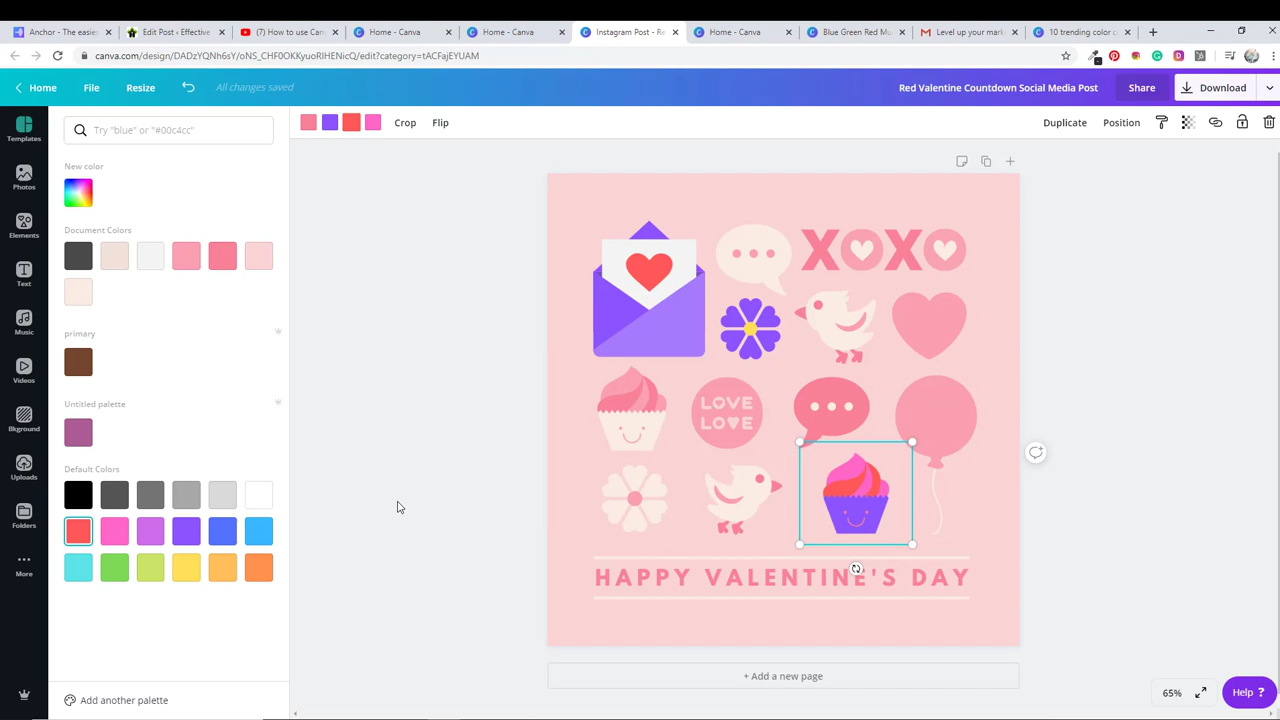 Anchor - The easies
Edit Post ‹ Effective
(7) How to use Canv
Home - Canva
Home - Canva
Instagram Post - Re
Home - Canva
Blue Green Red Mu
Level up your mark
10 trending color c
canva.com/design/DADzYQNh6sY/oNS_CHF0OKKyuoRlHENicQ/edit?category=tACFajEYUAM
Home
File
Resize
All changes saved
Red Valentine Countdown Social Media Post
Share
Download
Templates
Photos
Elements
Text
Music
Videos
Bkground
Uploads
Folders
More
Try "blue" or "#00c4cc"
New color
Document Colors
primary
Untitled palette
Default Colors
Add another palette
Crop
Flip
Duplicate
Position
XOXO
LOVE
LOVE
HAPPY VALENTINE'S DAY
+ Add a new page
65%
Help ?